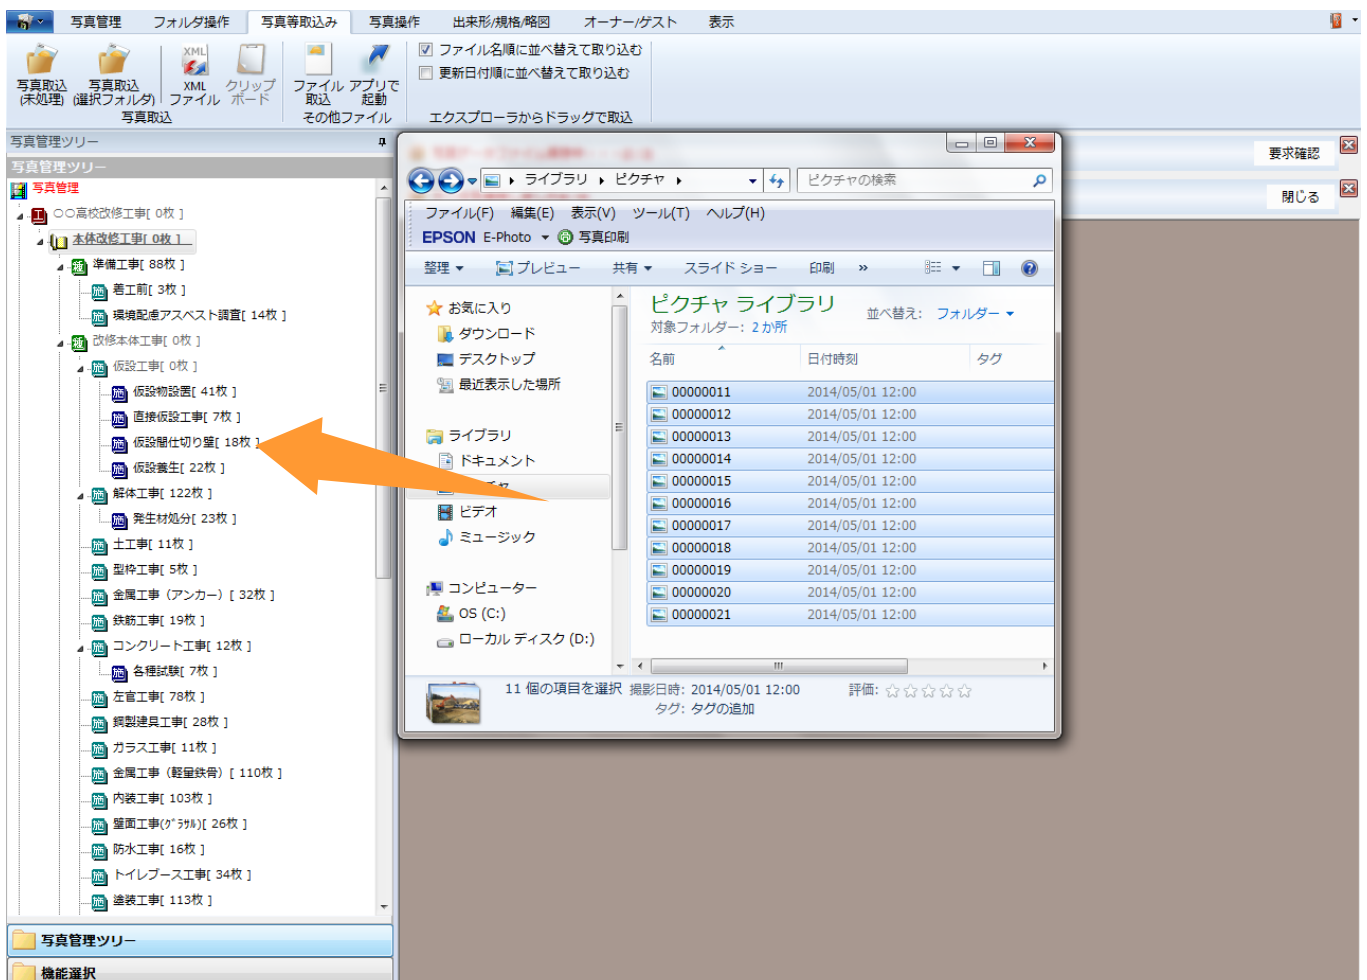 写真管理 フォルダ操作 写真等取込み 写真操作 出来形/規格/略図 オーナー/ゲスト 表示
写真取込
(未処理)
写真取込
(選択フォルダ)
XML
XML
ファイル
クリップ
ボード
ファイル
取込
アプリで
起動
ファイル名順に並べ替えて取り込む
更新日付順に並べ替えて取り込む
写真取込 その他ファイル エクスプローラからドラッグで取込
写真管理ツリー
写真管理ツリー
写真管理
○○高校改修工事[ 0枚 ]
本体改修工事[ 0枚 ]
準備工事[ 88枚 ]
着工前[ 3枚 ]
環境配慮アスベスト調査[ 14枚 ]
改修本体工事[ 0枚 ]
仮設工事[ 0枚 ]
仮設物設置[ 41枚 ]
直接仮設工事[ 7枚 ]
仮設間仕切り壁[ 18枚 ]
仮設養生[ 22枚 ]
解体工事[ 122枚 ]
発生材処分[ 23枚 ]
土工事[ 11枚 ]
型枠工事[ 5枚 ]
金属工事（アンカー）[ 32枚 ]
鉄筋工事[ 19枚 ]
コンクリート工事[ 12枚 ]
各種試験[ 7枚 ]
左官工事[ 78枚 ]
鋼製建具工事[ 28枚 ]
ガラス工事[ 11枚 ]
金属工事（軽量鉄骨）[ 110枚 ]
内装工事[ 103枚 ]
壁面工事(ｸﾞﾗｻﾙ)[ 26枚 ]
防水工事[ 16枚 ]
トイレブース工事[ 34枚 ]
塗装工事[ 113枚 ]
写真管理ツリー
機能選択
要求確認
閉じる
ライブラリ ピクチャ
ピクチャの検索
ファイル(F) 編集(E) 表示(V) ツール(T) ヘルプ(H)
EPSON E-Photo 写真印刷
整理 プレビュー 共有 スライド ショー 印刷 »
お気に入り
ダウンロード
デスクトップ
最近表示した場所
ライブラリ
ドキュメント
ビデオ
ミュージック
コンピューター
OS (C:)
ローカル ディスク (D:)
ピクチャ ライブラリ
対象フォルダー: 2 か所
並べ替え: フォルダー
名前 日付時刻 タグ
00000011 2014/05/01 12:00
00000012 2014/05/01 12:00
00000013 2014/05/01 12:00
00000014 2014/05/01 12:00
00000015 2014/05/01 12:00
00000016 2014/05/01 12:00
00000017 2014/05/01 12:00
00000018 2014/05/01 12:00
00000019 2014/05/01 12:00
00000020 2014/05/01 12:00
00000021 2014/05/01 12:00
11 個の項目を選択 撮影日時: 2014/05/01 12:00 評価: ☆☆☆☆☆
タグ: タグの追加